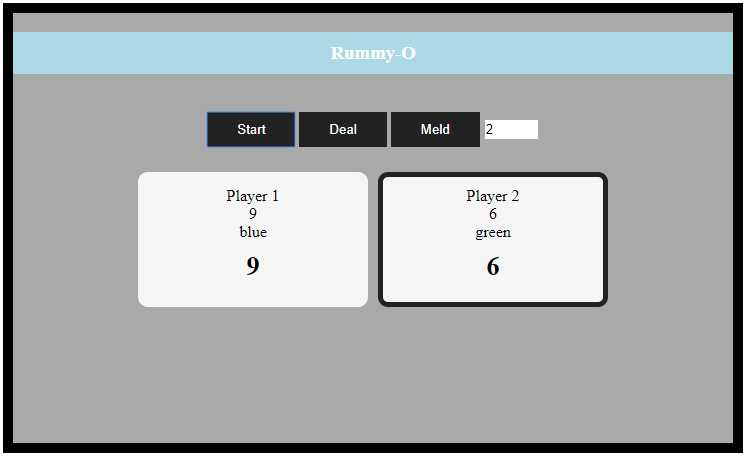 Rummy-O
Start Deal Meld 2
Player 1
9
blue
9
Player 2
6
green
6